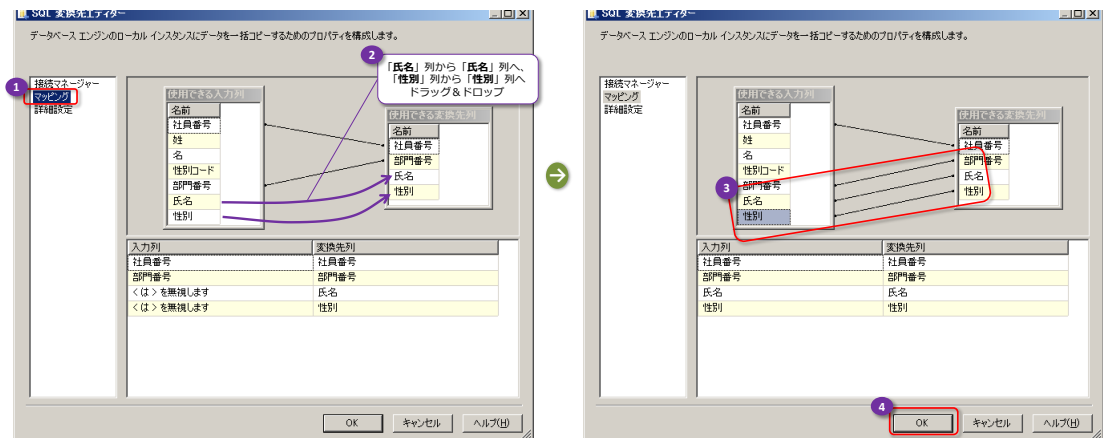 SQL 変換先エディター
データベース エンジンのローカル インスタンスにデータを一括コピーするためのプロパティを構成します。
1
接続マネージャー
マッピング
詳細設定
2
「氏名」列から「氏名」列へ、
「性別」列から「性別」列へ
ドラッグ＆ドロップ
使用できる入力列
名前
社員番号
姓
名
性別コード
部門番号
氏名
性別
使用できる変換先列
名前
社員番号
部門番号
氏名
性別
入力列 変換先列
社員番号 社員番号
部門番号 部門番号
<は> を無視します 氏名
<は> を無視します 性別
OK キャンセル ヘルプ(H)
SQL 変換先エディター
データベース エンジンのローカル インスタンスにデータを一括コピーするためのプロパティを構成します。
接続マネージャー
マッピング
詳細設定
使用できる入力列
名前
社員番号
姓
名
性別コード
部門番号
氏名
性別
使用できる変換先列
名前
社員番号
部門番号
氏名
性別
3
入力列 変換先列
社員番号 社員番号
部門番号 部門番号
氏名 氏名
性別 性別
4
OK キャンセル ヘルプ(H)